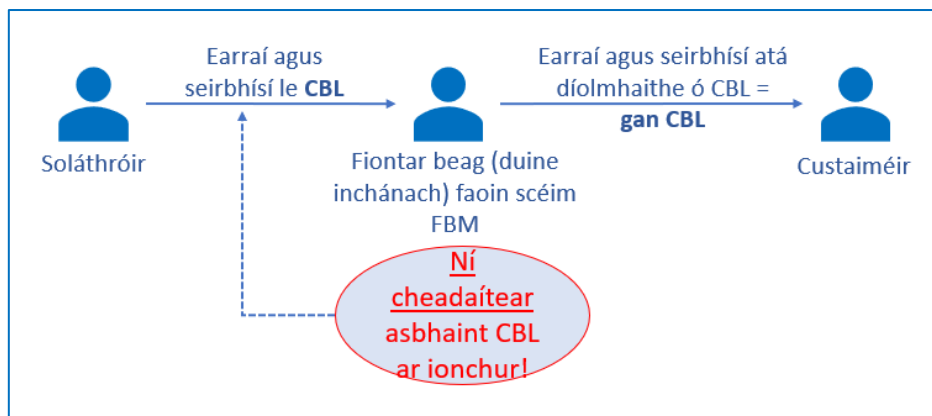 Earraí agus
seirbhísí le CBL
Earraí agus seirbhísí atá
díolmhaithe ó CBL =
gan CBL
Soláthróir
Fiontar beag (duine
inchánach) faoin scéim
FBM
Custaiméir
Ní
cheadaítear
asbhaint CBL
ar ionchur!